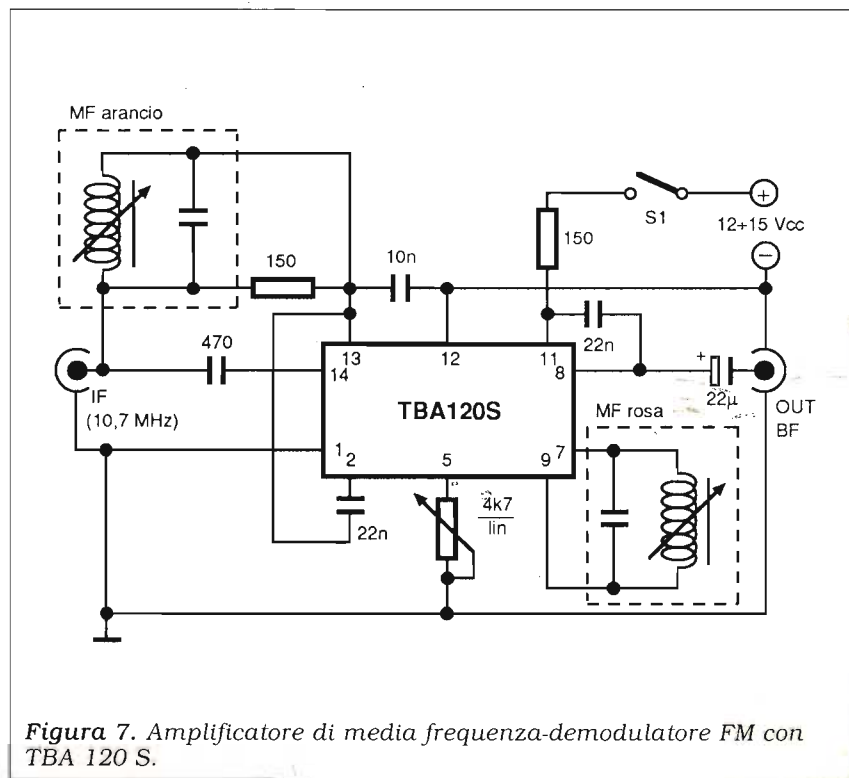 MF arancio
150
10n
150
S1
+
12+15 Vcc
−
22n
470
IF
(10,7 MHz)
13
12
11
14
8
TBA120S
1
2
5
9
7
+
22µ
OUT
BF
MF rosa
22n
4k7
lin
Figura 7. Amplificatore di media frequenza-demodulatore FM con
TBA 120 S.